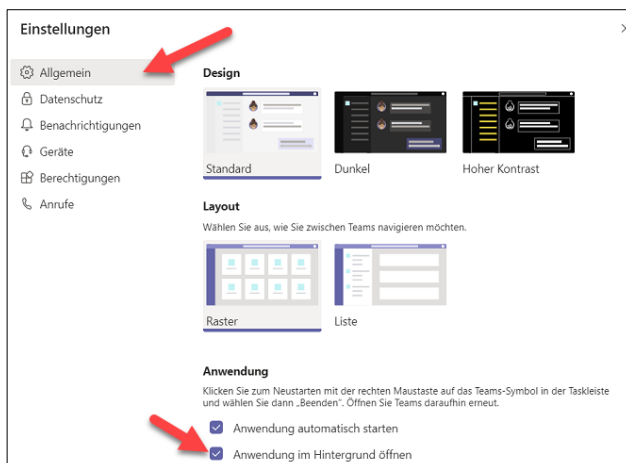 Einstellungen
Allgemein
Datenschutz
Benachrichtigungen
Geräte
Berechtigungen
Anrufe
Design
Standard
Dunkel
Hoher Kontrast
Layout
Wählen Sie aus, wie Sie zwischen Teams navigieren möchten.
Raster
Liste
Anwendung
Klicken Sie zum Neustarten mit der rechten Maustaste auf das Teams-Symbol in der Taskleiste
und wählen Sie dann „Beenden“. Öffnen Sie Teams daraufhin erneut.
Anwendung automatisch starten
Anwendung im Hintergrund öffnen